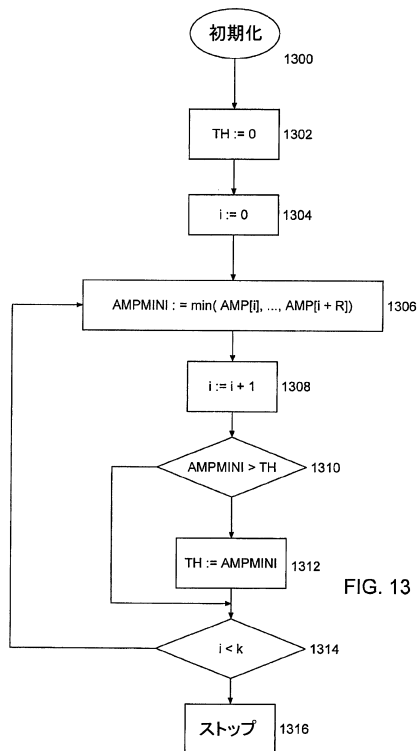 初期化
1300
TH := 0
1302
i := 0
1304
AMPMINI : = min( AMP[i], ..., AMP[i + R])
1306
i := i + 1
1308
AMPMINI > TH
1310
TH := AMPMINI
1312
FIG. 13
i < k
1314
ストップ
1316